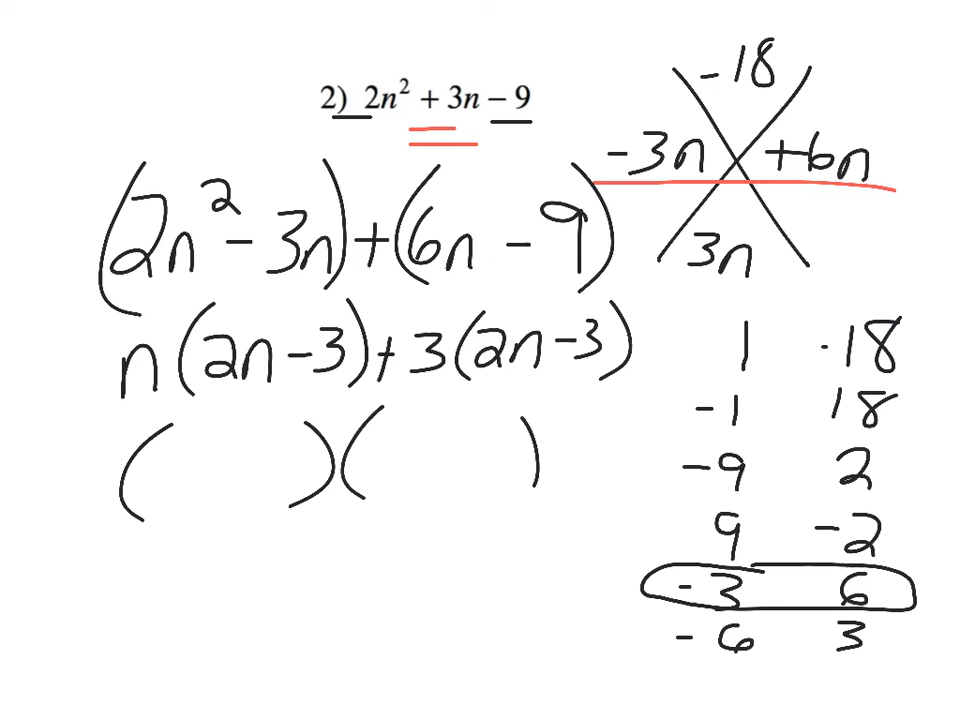 2) 2n² + 3n – 9
-18
-3n +6n
3n
(2n² - 3n) + (6n - 9)
n(2n - 3) + 3(2n - 3)
( )( )
1 -18
-1 18
-9 2
9 -2
-3 6
-6 3